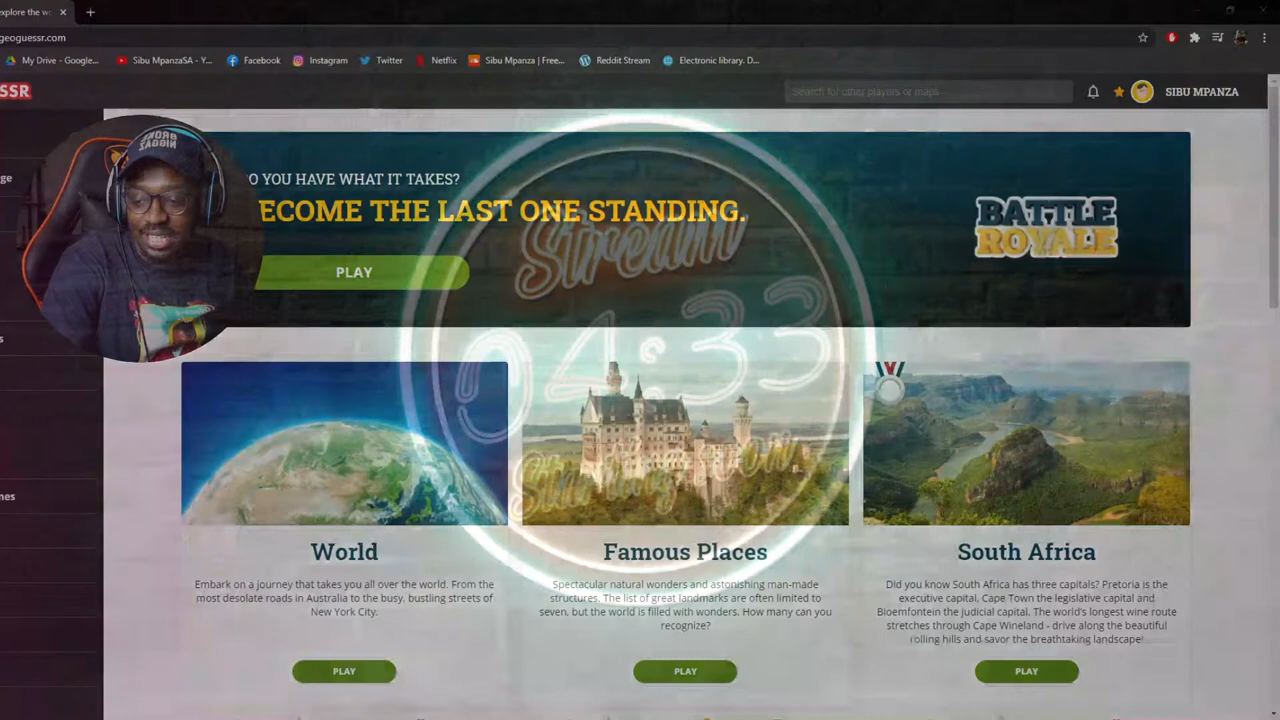 explore the w
geoguessr.com
My Drive - Google...
Sibu MpanzaSA - Y...
Facebook
Instagram
Twitter
Netflix
Sibu Mpanza | Free...
Reddit Stream
Electronic library. D...
SSR
Search for other players or maps
SIBU MPANZA
ge
O YOU HAVE WHAT IT TAKES?
ECOME THE LAST ONE STANDING.
PLAY
BATTLE
ROYALE
Stream
04:33
Starting Soon
s
nes
World
Embark on a journey that takes you all over the world. From the
most desolate roads in Australia to the busy, bustling streets of
New York City.
PLAY
Famous Places
Spectacular natural wonders and astonishing man-made
structures. The list of great landmarks are often limited to
seven, but the world is filled with wonders. How many can you
recognize?
PLAY
South Africa
Did you know South Africa has three capitals? Pretoria is the
executive capital, Cape Town the legislative capital and
Bloemfontein the judicial capital. The world's longest wine route
stretches through Cape Wineland - drive along the beautiful
rolling hills and savor the breathtaking landscape!
PLAY